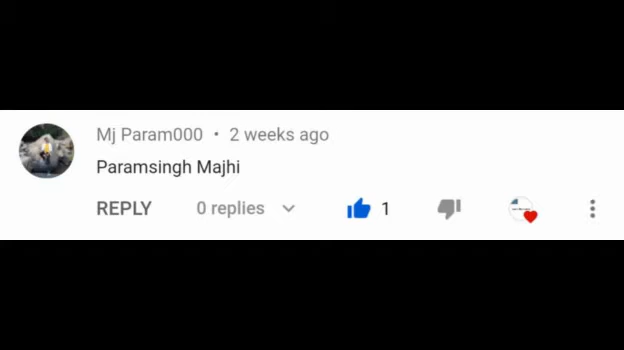 Mj Param000 • 2 weeks ago
Paramsingh Majhi
REPLY 0 replies 1